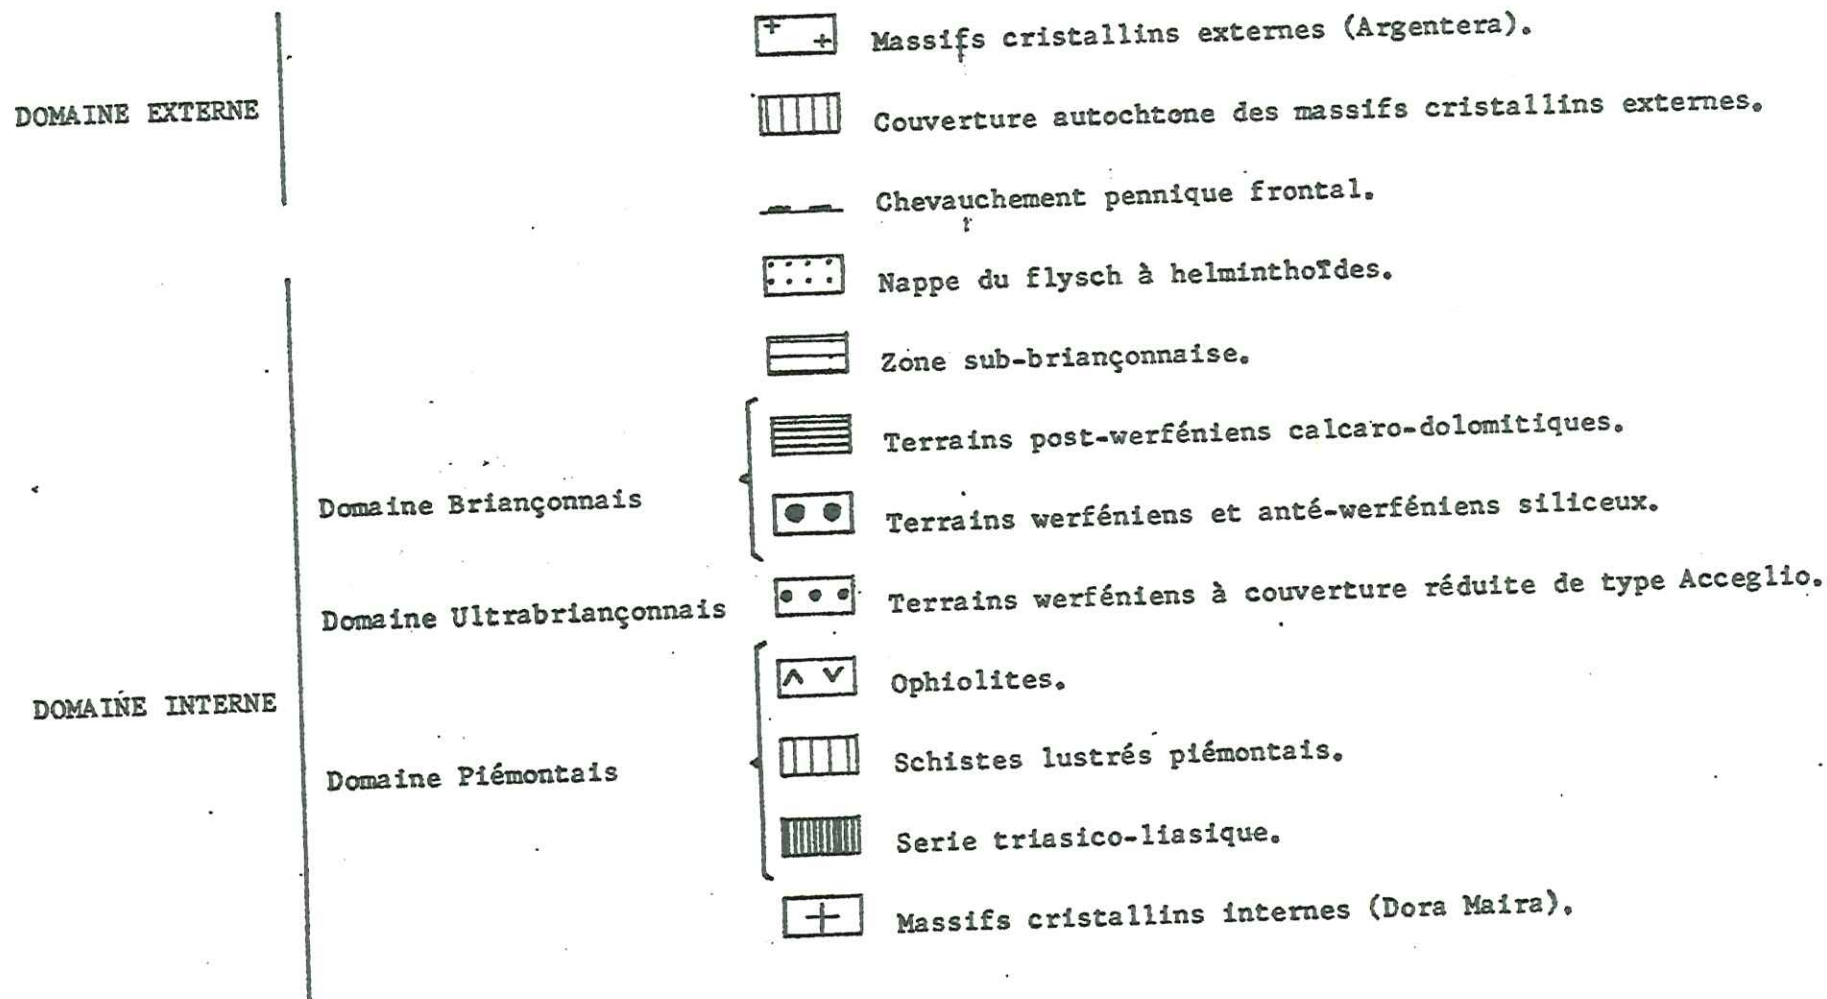 Massifs cristallins externes (Argentera).
DOMAINE EXTERNE
Couverture autochtone des massifs cristallins externes.
Chevauchement pennique frontal.
Nappe du flysch à helminthoïdes.
Zone sub-briançonnaise.
Terrains post-werféniens calcaro-dolomitiques.
Domaine Briançonnais
Terrains werféniens et anté-werféniens siliceux.
Domaine Ultrabriançonnais
Terrains werféniens à couverture réduite de type Acceglio.
Ophiolites.
DOMAINE INTERNE
Schistes lustrés piémontais.
Domaine Piémontais
Serie triasico-liasique.
Massifs cristallins internes (Dora Maira).